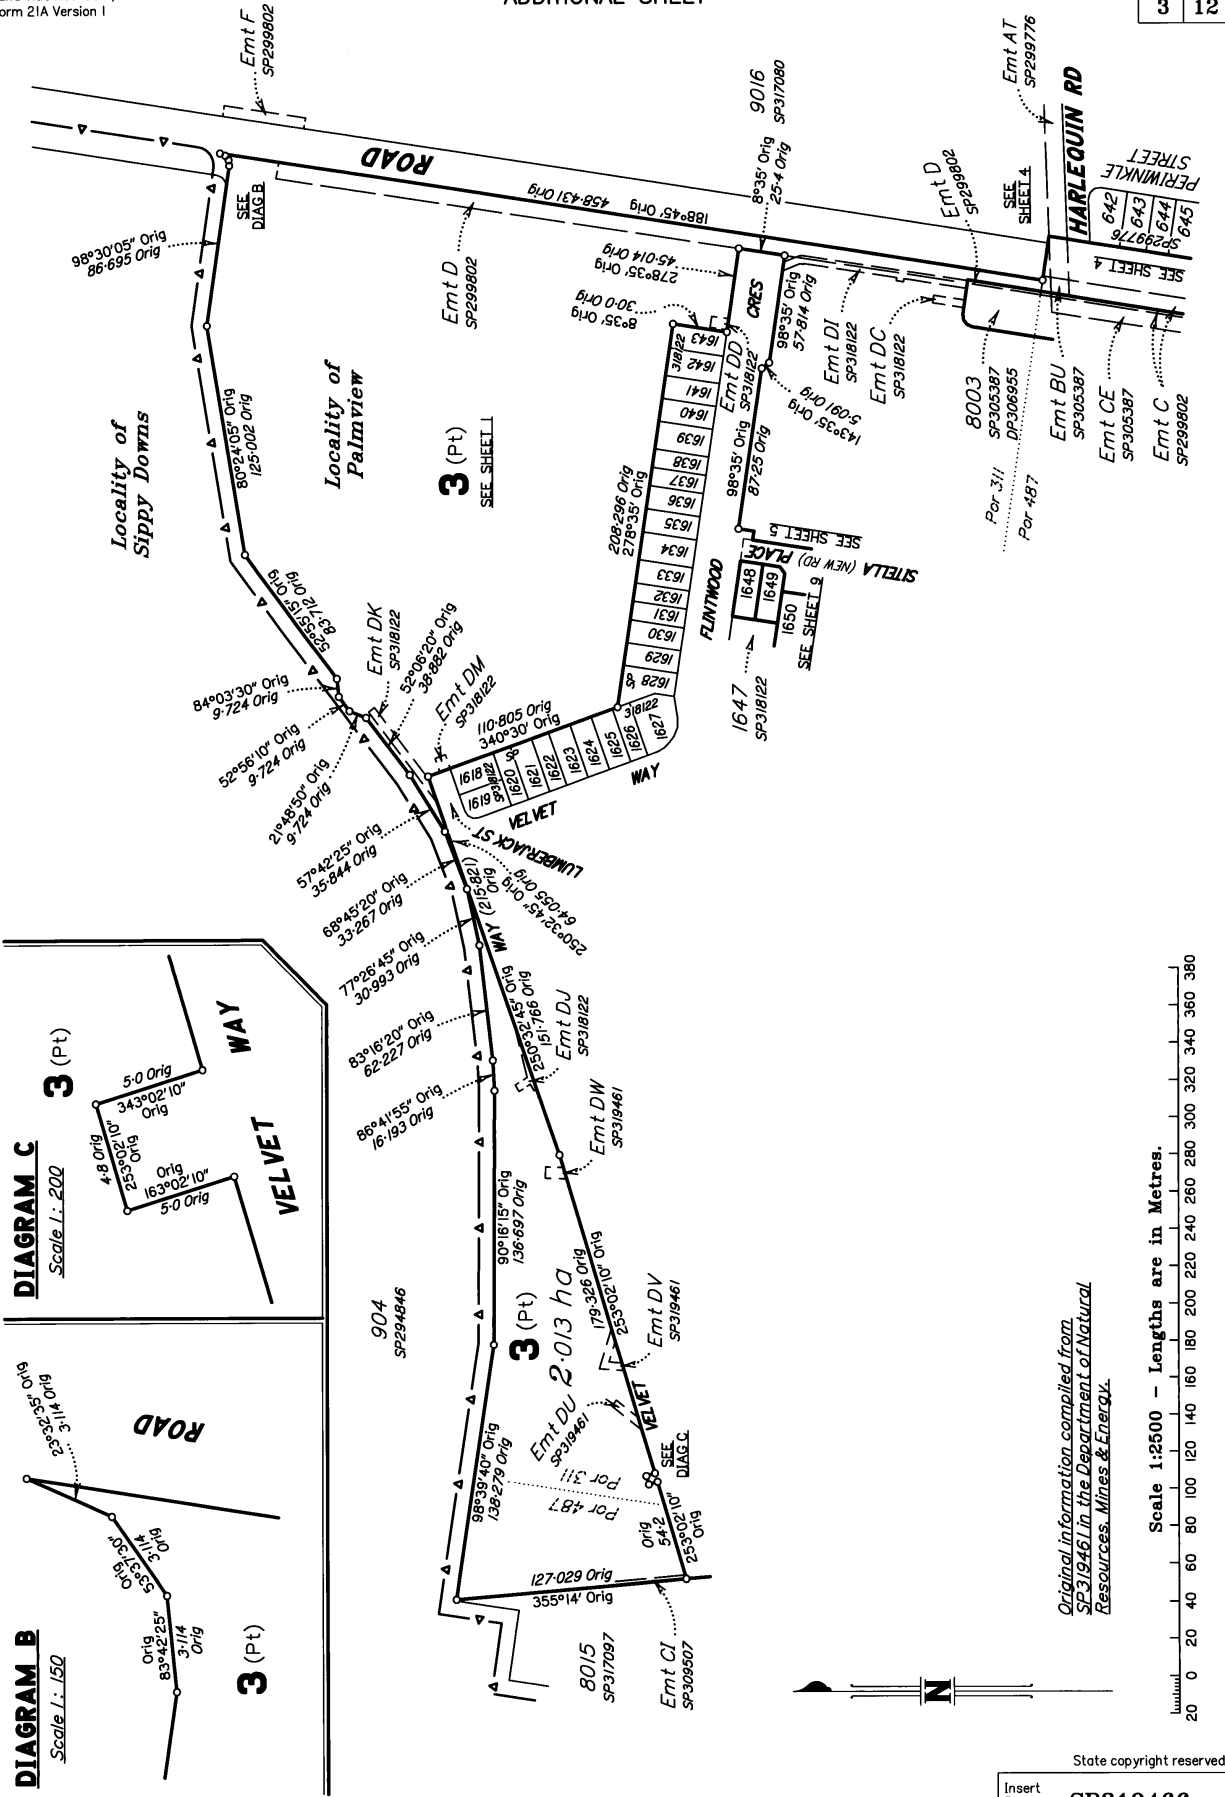 orm 21A Version 1
3 12
Emt F
SP299802
ROAD
9016
SP317080
8°35' Orig
25·4 Orig
Emt AT
SP299776
HARLEQUIN RD
PERIWINKLE
STREET
642
643
644
645
SP299776
SEE SHEET 4
SEE
SHEET 4
SEE
DIAG B
98°30'05" Orig
86·695 Orig
458·431 Orig
188°45' Orig
Emt D
SP299802
Emt D
SP299802
278°35' Orig
45·014 Orig
8°35' Orig
30·0 Orig
CRES
98°35' Orig
57·814 Orig
Emt DI
SP318122
Emt DC
SP318122
Emt DD
SP318122
143°35' Orig
5·091 Orig
98°35' Orig
87·25 Orig
8003
SP305387
DP306955
Emt BU
SP305387
Emt CE
SP305387
Emt C
SP299802
Por 311
Por 487
Locality of
Sippy Downs
Locality of
Palmview
3 (Pt)
SEE SHEET 1
80°24'05" Orig
125·002 Orig
52°55'15" Orig
83·712 Orig
84°03'30" Orig
9·724 Orig
52°56'10" Orig
9·724 Orig
21°48'50" Orig
9·724 Orig
Emt DK
SP318122
52°06'20" Orig
38·882 Orig
Emt DM
SP318122
110·805 Orig
340°30' Orig
208·296 Orig
278°35' Orig
318122
1643
1642
1641
1640
1639
1638
1637
1636
1635
1634
1633
1632
1631
1630
1629
1628
SP
318122
1627
1626
1625
1624
1623
1622
1621
1620
SP
SP318122
1618
1619
FLINTWOOD
SITELLA (NEW RD) PLACE
SEE SHEET 5
1648
1649
1650
SEE SHEET 9
1647
SP318122
VELVET
WAY
LUMBERJACK ST
57°42'25" Orig
35·844 Orig
68°45'20" Orig
33·267 Orig
77°26'45" Orig
30·993 Orig
83°16'20" Orig
62·227 Orig
86°41'55" Orig
16·193 Orig
WAY (215·821)
Orig
250°32'45" Orig
64·055 Orig
250°32'45" Orig
151·766 Orig
Emt DJ
SP318122
Emt DW
SP319461
90°16'15" Orig
136·697 Orig
904
SP294846
3 (Pt)
2·013 ha
179·326 Orig
253°02'10" Orig
Emt DV
SP319461
Emt DU
SP319461
VELVET
SEE
DIAG C
98°39'40" Orig
138·279 Orig
Por 311
Por 487
Orig
54·2
253°02'10"
Orig
127·029 Orig
355°14' Orig
8015
SP317097
Emt CI
SP309507
DIAGRAM C
Scale 1: 200
3 (Pt)
5·0 Orig
343°02'10"
Orig
4·8 Orig
253°02'10"
Orig
Orig
163°02'10"
5·0 Orig
VELVET
WAY
DIAGRAM B
Scale 1: 150
23°32'35" Orig
3·114 Orig
ROAD
Orig
53°37'30"
3·114
Orig
Orig
83°42'25"
3·114
Orig
3 (Pt)
Original information compiled from
SP319461 in the Department of Natural
Resources, Mines & Energy.
Scale 1:2500 - Lengths are in Metres.
20 0 20 40 60 80 100 120 140 160 180 200 220 240 260 280 300 320 340 360 380
N
State copyright reserved
Insert